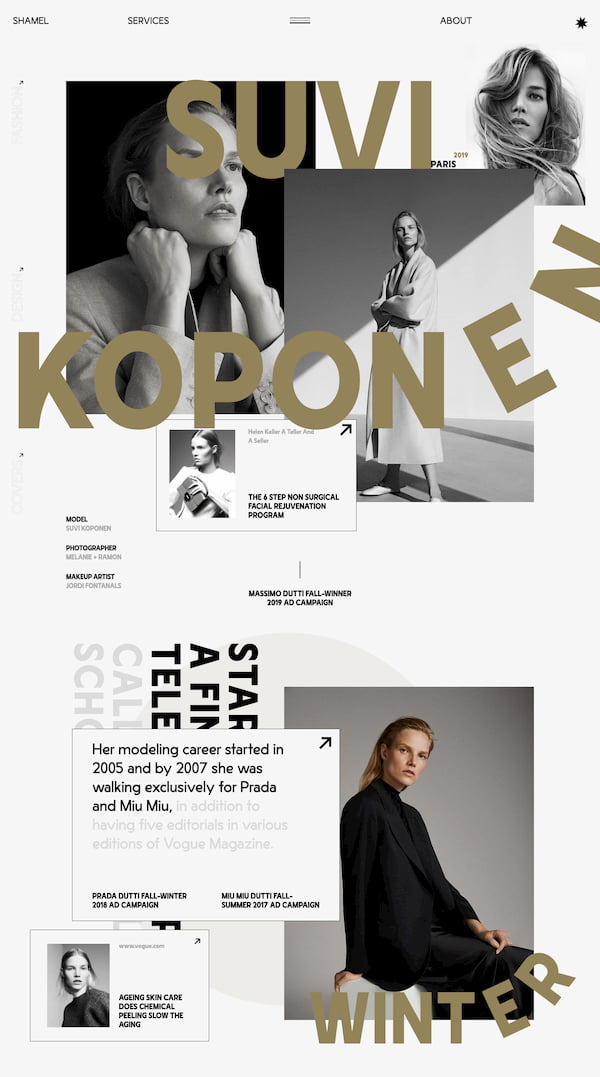 SHAMEL
SERVICES
ABOUT
FASHION
DESIGN
COVERS
SUVI
2019
PARIS
KOPONEN
Helen Keller A Teller And
A Seller
THE 6 STEP NON SURGICAL
FACIAL REJUVENATION
PROGRAM
MODEL
SUVI KOPONEN
PHOTOGRAPHER
MELANIE + RAMON
MAKEUP ARTIST
JORDI FONTANALS
MASSIMO DUTTI FALL-WINNER
2019 AD CAMPAIGN
STAR
A FIN
TELE
CAL
SCHO
Her modeling career started in
2005 and by 2007 she was
walking exclusively for Prada
and Miu Miu, in addition to
having five editorials in various
editions of Vogue Magazine.
PRADA DUTTI FALL-WINTER
2018 AD CAMPAIGN
MIU MIU DUTTI FALL-
SUMMER 2017 AD CAMPAIGN
www.vogue.com
AGEING SKIN CARE
DOES CHEMICAL
PEELING SLOW THE
AGING
WINTER